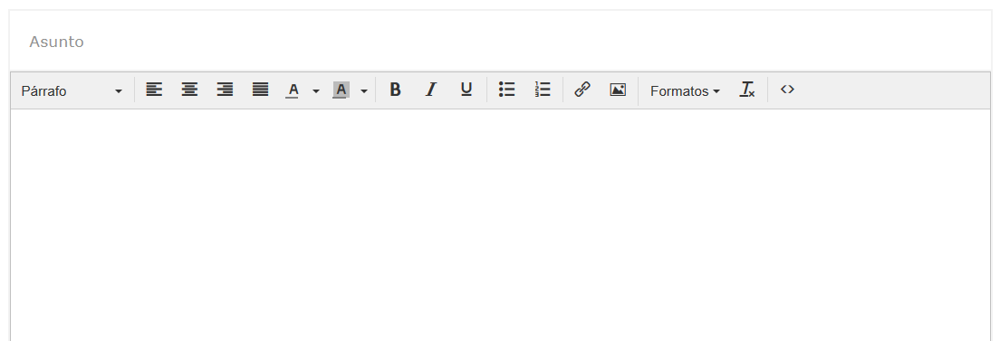 Asunto
Párrafo A A B I U Formatos